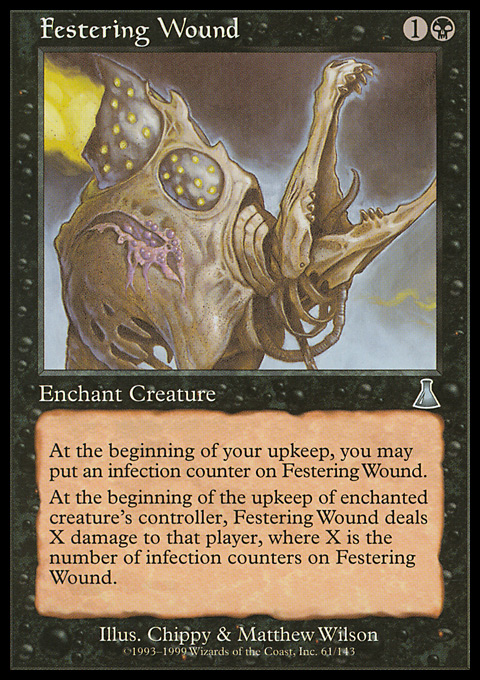 Festering Wound 1
Enchant Creature
At the beginning of your upkeep, you may
put an infection counter on Festering Wound.
At the beginning of the upkeep of enchanted
creature's controller, Festering Wound deals
X damage to that player, where X is the
number of infection counters on Festering
Wound.
Illus. Chippy & Matthew Wilson
©1993–1999 Wizards of the Coast, Inc. 61/143